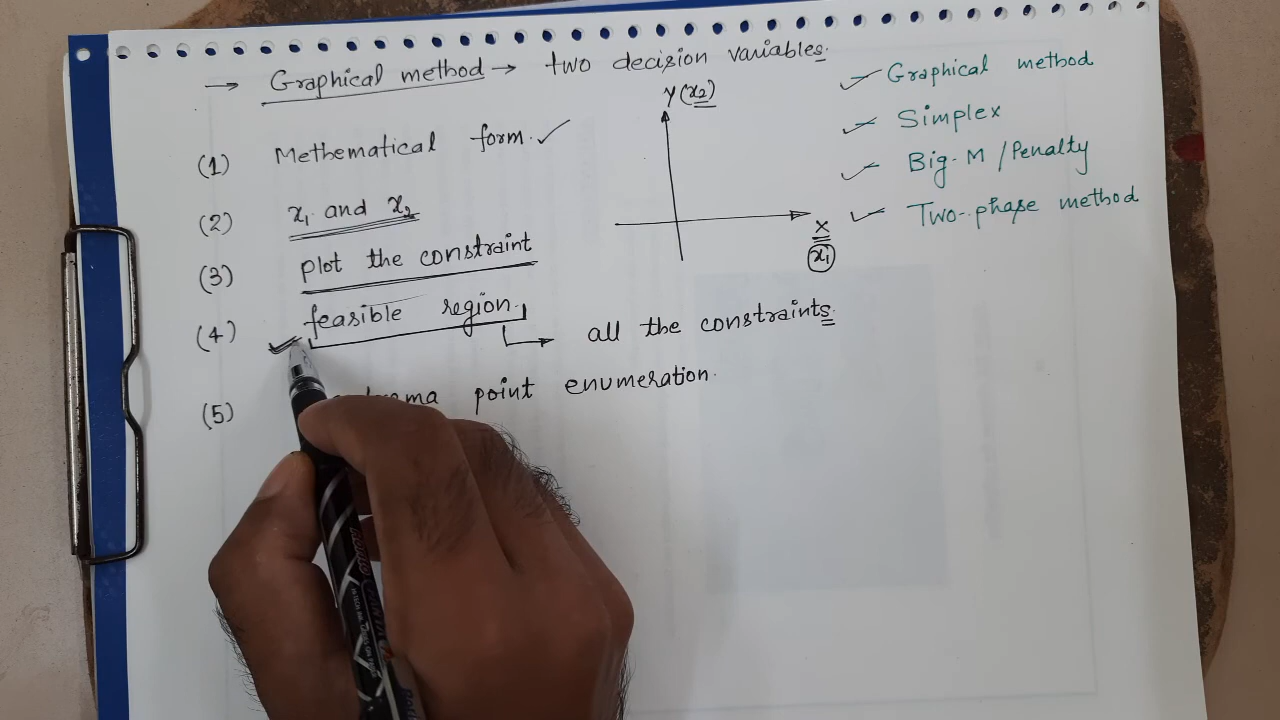 → Graphical method → two decision variables.
(1) Methematical form. ✓
(2) x₁ and x₂
(3) plot the constraint
(4) feasible region. → all the constraints.
(5) point enumeration.
Y(x₂)
X
x₁
✓ Graphical method
✓ Simplex
✓ Big-M / Penalty
✓ Two-phase method